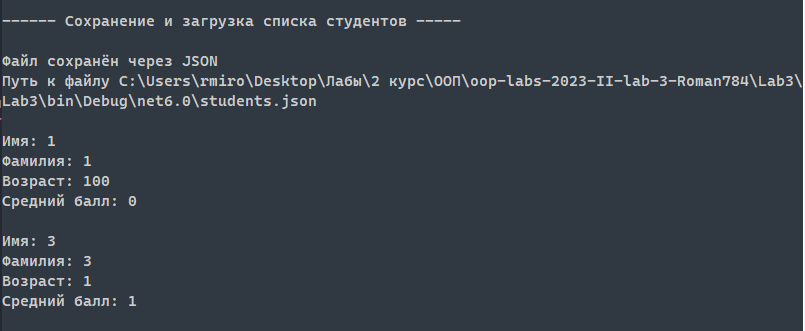 ------ Сохранение и загрузка списка студентов -----
Файл сохранён через JSON
Путь к файлу C:\Users\rmiro\Desktop\Лабы\2 курс\ООП\oop-labs-2023-II-lab-3-Roman784\Lab3\
Lab3\bin\Debug\net6.0\students.json
Имя: 1
Фамилия: 1
Возраст: 100
Средний балл: 0
Имя: 3
Фамилия: 3
Возраст: 1
Средний балл: 1